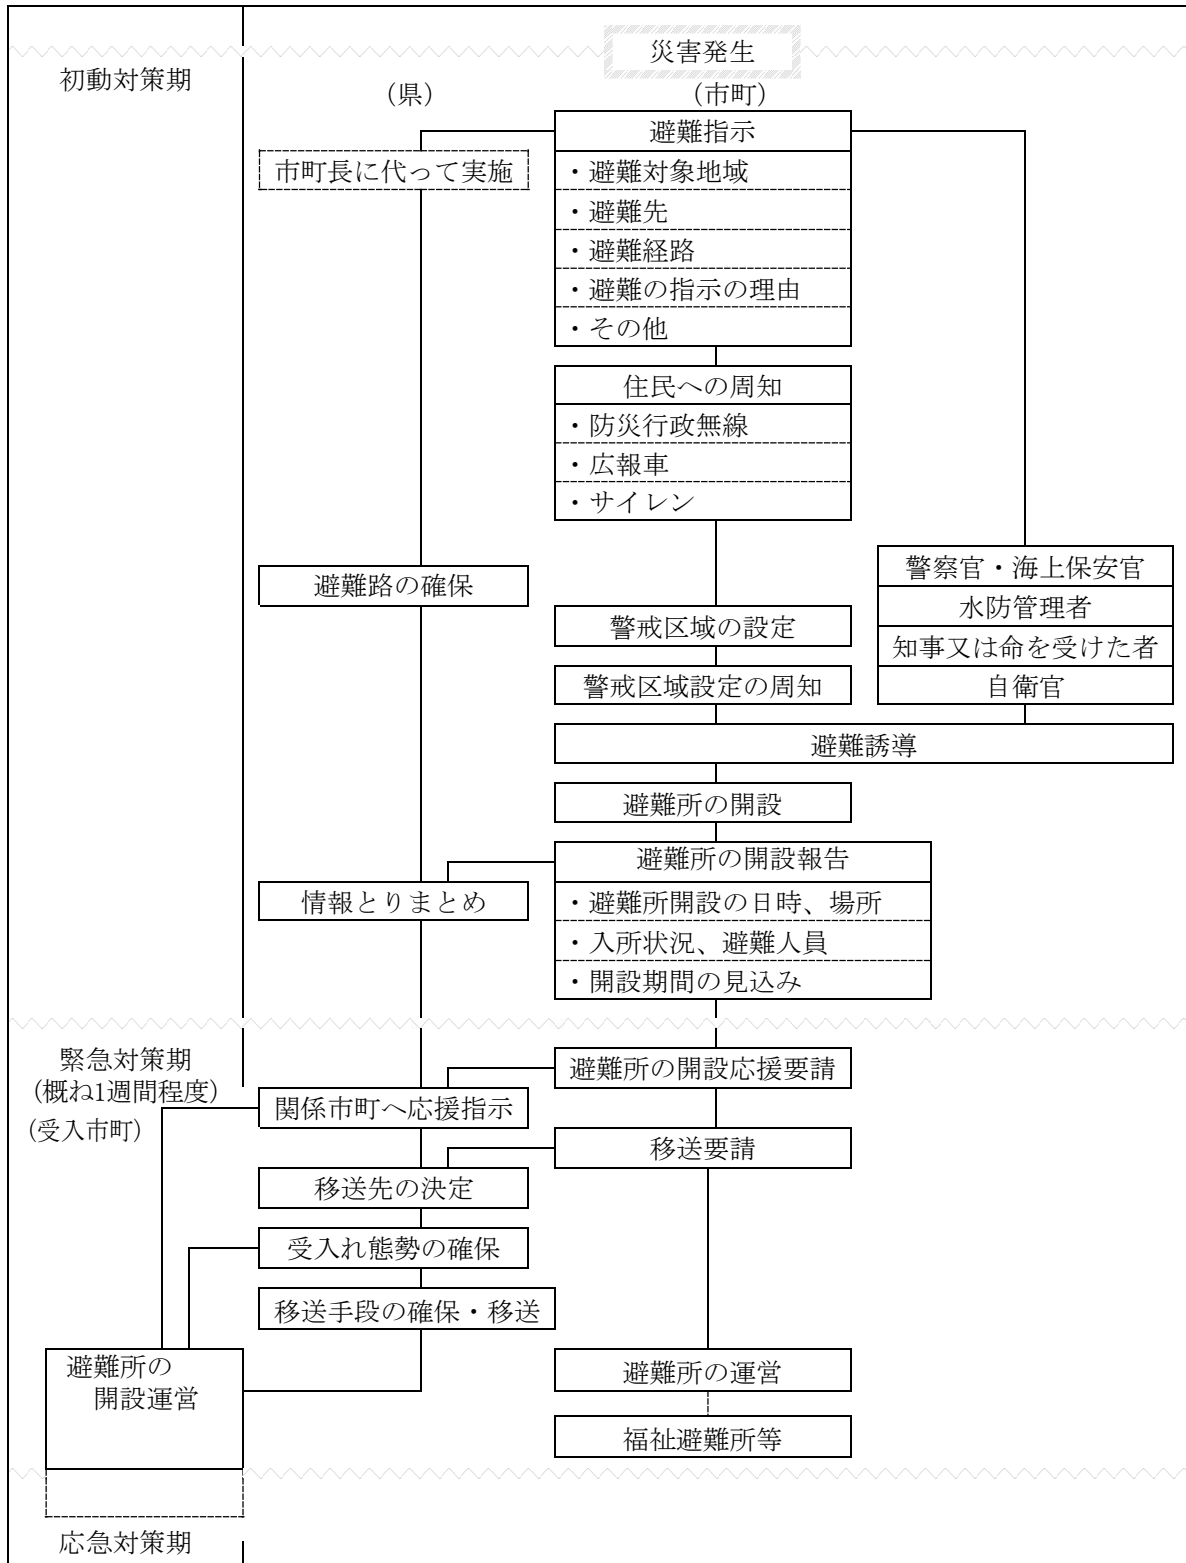 災害発生
初動対策期
（県）
（市町）
避難指示
市町長に代って実施
・避難対象地域
・避難先
・避難経路
・避難の指示の理由
・その他
住民への周知
・防災行政無線
・広報車
・サイレン
警察官・海上保安官
避難路の確保
水防管理者
警戒区域の設定
知事又は命を受けた者
警戒区域設定の周知
自衛官
避難誘導
避難所の開設
避難所の開設報告
情報とりまとめ
・避難所開設の日時、場所
・入所状況、避難人員
・開設期間の見込み
緊急対策期
（概ね1週間程度）
（受入市町）
避難所の開設応援要請
関係市町へ応援指示
移送要請
移送先の決定
受入れ態勢の確保
移送手段の確保・移送
避難所の
開設運営
避難所の運営
福祉避難所等
応急対策期